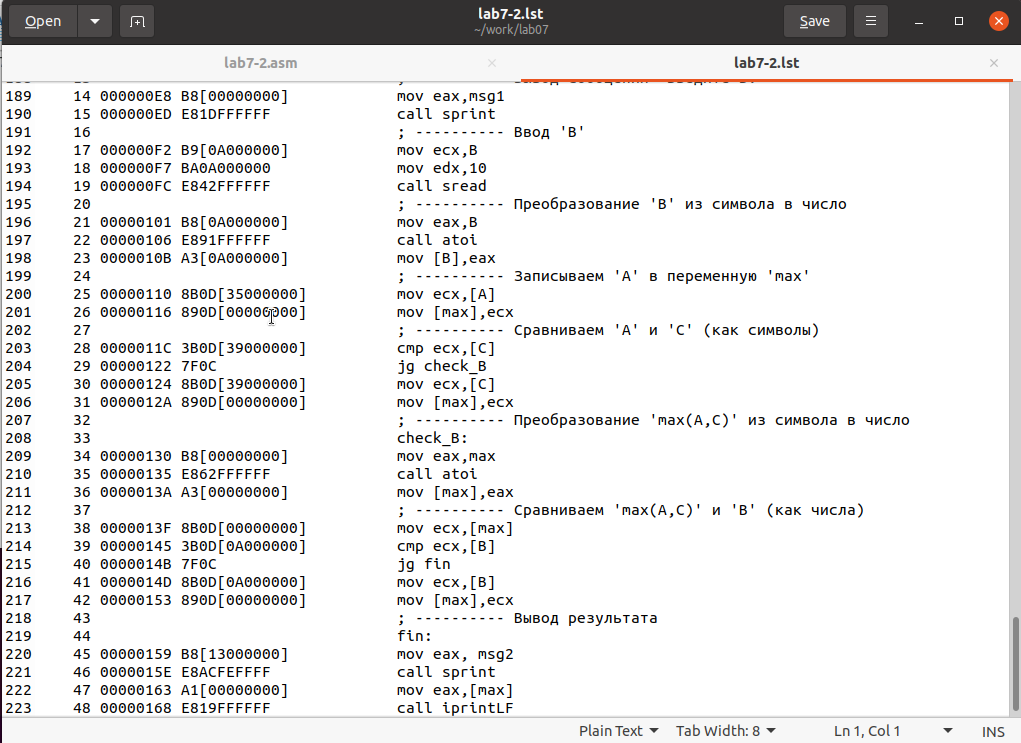 Open
lab7-2.lst
~/work/lab07
Save
lab7-2.asm
lab7-2.lst
189 14 000000E8 B8[00000000] mov eax,msg1
190 15 000000ED E81DFFFFFF call sprint
191 16 ; ---------- Ввод 'B'
192 17 000000F2 B9[0A000000] mov ecx,B
193 18 000000F7 BA0A000000 mov edx,10
194 19 000000FC E842FFFFFF call sread
195 20 ; ---------- Преобразование 'B' из символа в число
196 21 00000101 B8[0A000000] mov eax,B
197 22 00000106 E891FFFFFF call atoi
198 23 0000010B A3[0A000000] mov [B],eax
199 24 ; ---------- Записываем 'A' в переменную 'max'
200 25 00000110 8B0D[35000000] mov ecx,[A]
201 26 00000116 890D[00000000] mov [max],ecx
202 27 ; ---------- Сравниваем 'A' и 'C' (как символы)
203 28 0000011C 3B0D[39000000] cmp ecx,[C]
204 29 00000122 7F0C jg check_B
205 30 00000124 8B0D[39000000] mov ecx,[C]
206 31 0000012A 890D[00000000] mov [max],ecx
207 32 ; ---------- Преобразование 'max(A,C)' из символа в число
208 33 check_B:
209 34 00000130 B8[00000000] mov eax,max
210 35 00000135 E862FFFFFF call atoi
211 36 0000013A A3[00000000] mov [max],eax
212 37 ; ---------- Сравниваем 'max(A,C)' и 'B' (как числа)
213 38 0000013F 8B0D[00000000] mov ecx,[max]
214 39 00000145 3B0D[0A000000] cmp ecx,[B]
215 40 0000014B 7F0C jg fin
216 41 0000014D 8B0D[0A000000] mov ecx,[B]
217 42 00000153 890D[00000000] mov [max],ecx
218 43 ; ---------- Вывод результата
219 44 fin:
220 45 00000159 B8[13000000] mov eax, msg2
221 46 0000015E E8ACFEFFFF call sprint
222 47 00000163 A1[00000000] mov eax,[max]
223 48 00000168 E819FFFFFF call iprintLF
Plain Text Tab Width: 8 Ln 1, Col 1 INS